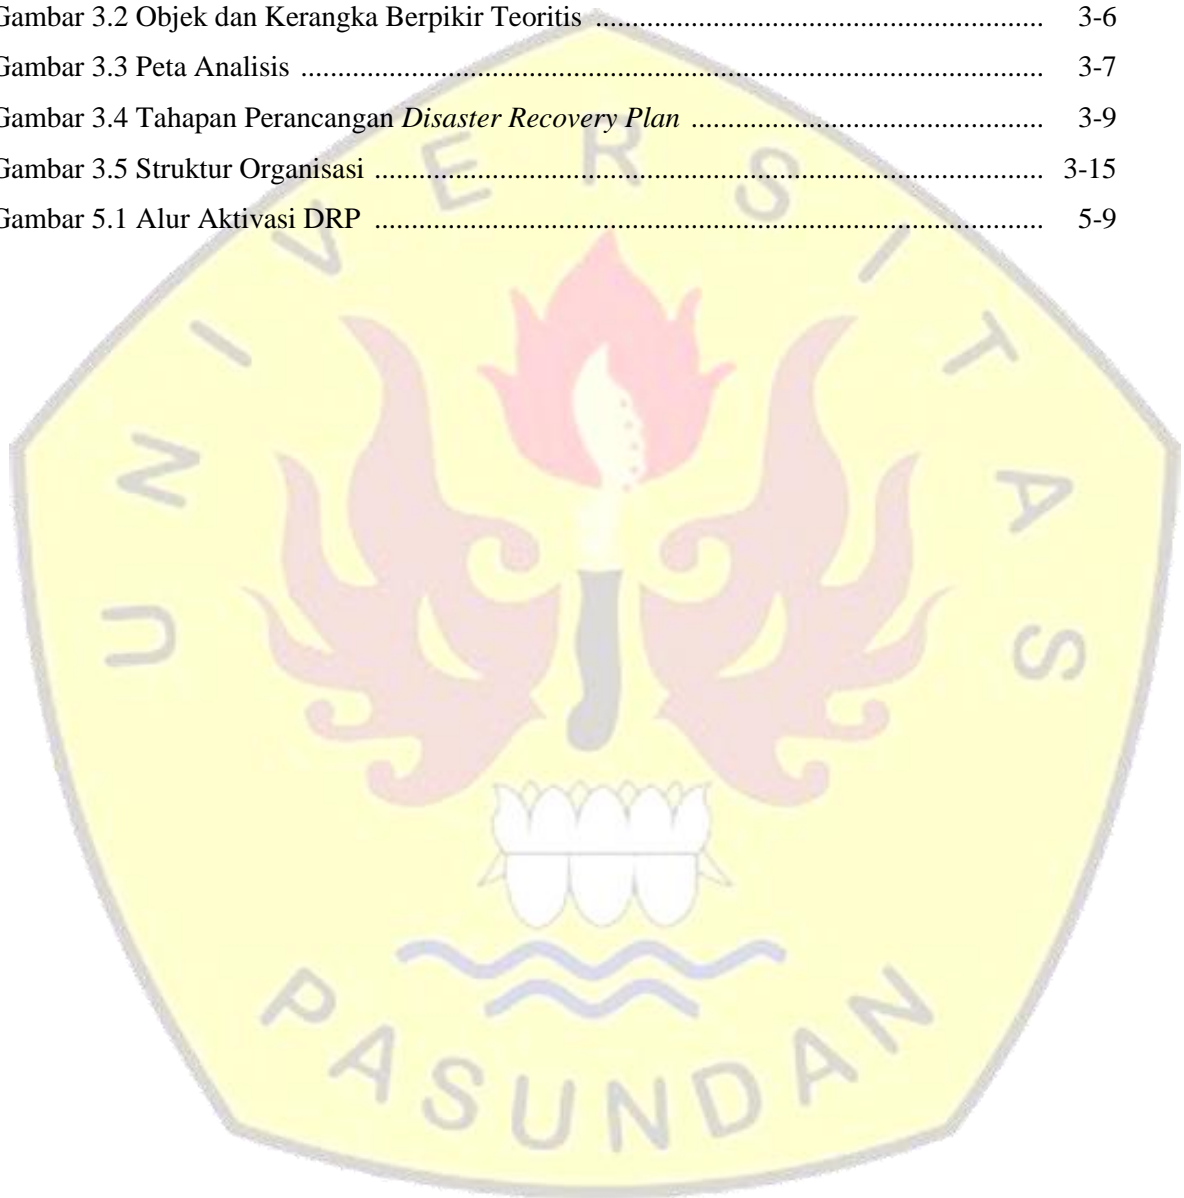 Gambar 3.2 Objek dan Kerangka Berpikir Teoritis ............................................................. 3-6
Gambar 3.3 Peta Analisis ..................................................................................................... 3-7
Gambar 3.4 Tahapan Perancangan Disaster Recovery Plan ................................................ 3-9
Gambar 3.5 Struktur Organisasi ........................................................................................... 3-15
Gambar 5.1 Alur Aktivasi DRP ........................................................................................... 5-9
UNIVERSITAS
PASUNDAN